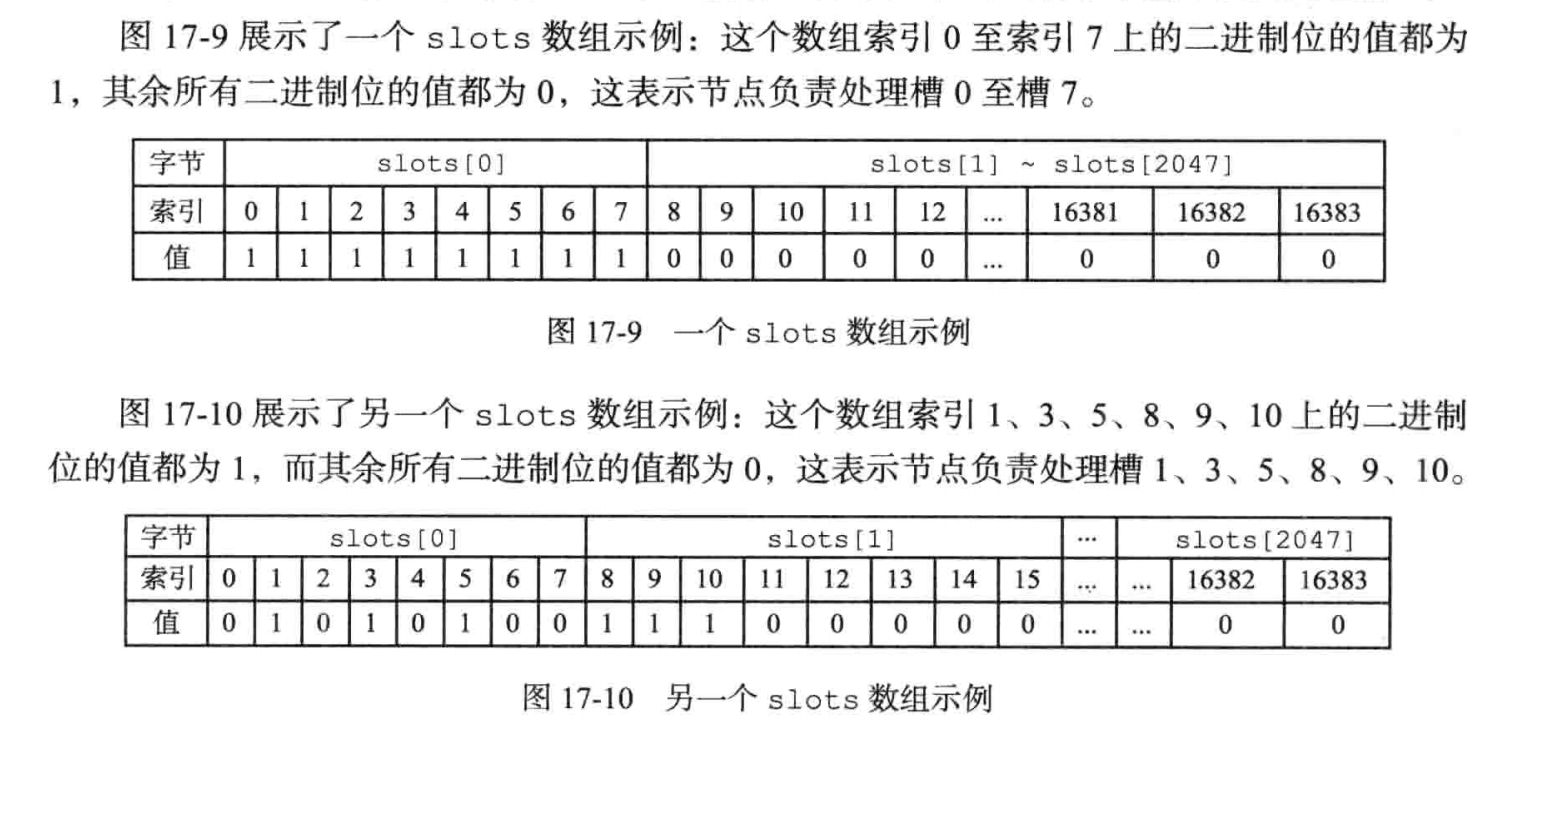 图 17-9 展示了一个 slots 数组示例：这个数组索引 0 至索引 7 上的二进制位的值都为
1，其余所有二进制位的值都为 0，这表示节点负责处理槽 0 至槽 7。
字节 slots[0] slots[1] ~ slots[2047]
索引 0 1 2 3 4 5 6 7 8 9 10 11 12 ... 16381 16382 16383
值 1 1 1 1 1 1 1 1 0 0 0 0 0 ... 0 0 0
图 17-9 一个 slots 数组示例
图 17-10 展示了另一个 slots 数组示例：这个数组索引 1、3、5、8、9、10 上的二进制
位的值都为 1，而其余所有二进制位的值都为 0，这表示节点负责处理槽 1、3、5、8、9、10。
字节 slots[0] slots[1] ... slots[2047]
索引 0 1 2 3 4 5 6 7 8 9 10 11 12 13 14 15 ... ... 16382 16383
值 0 1 0 1 0 1 0 0 1 1 1 0 0 0 0 0 ... ... 0 0
图 17-10 另一个 slots 数组示例